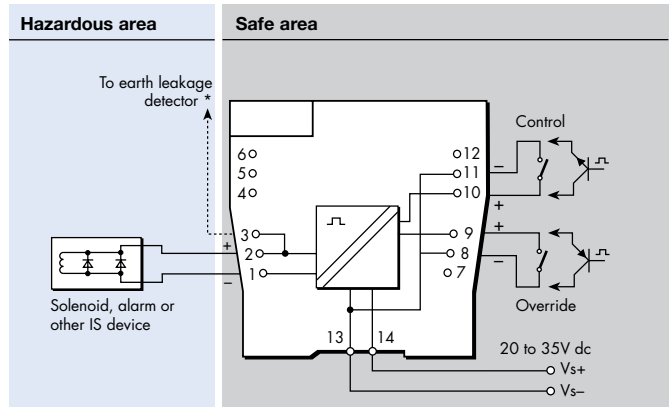 Hazardous area
Safe area
To earth leakage
detector *
Control
6
5
4
3
2
1
+
–
12
11
10
9
8
7
–
+
+
–
Solenoid, alarm or
other IS device
Override
13
14
20 to 35V dc
Vs+
Vs–